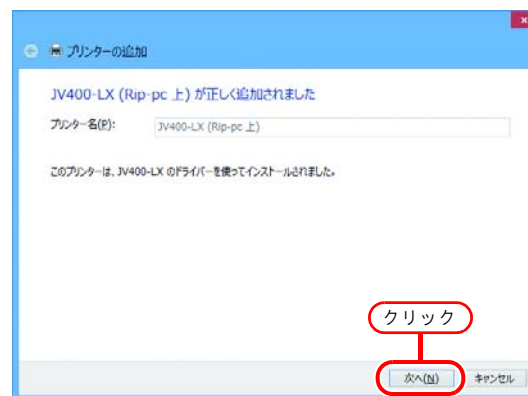 プリンターの追加
JV400-LX (Rip-pc 上) が正しく追加されました
プリンター名(P): JV400-LX (Rip-pc 上)
このプリンターは、JV400-LX のドライバーを使ってインストールされました。
クリック
次へ(N) キャンセル